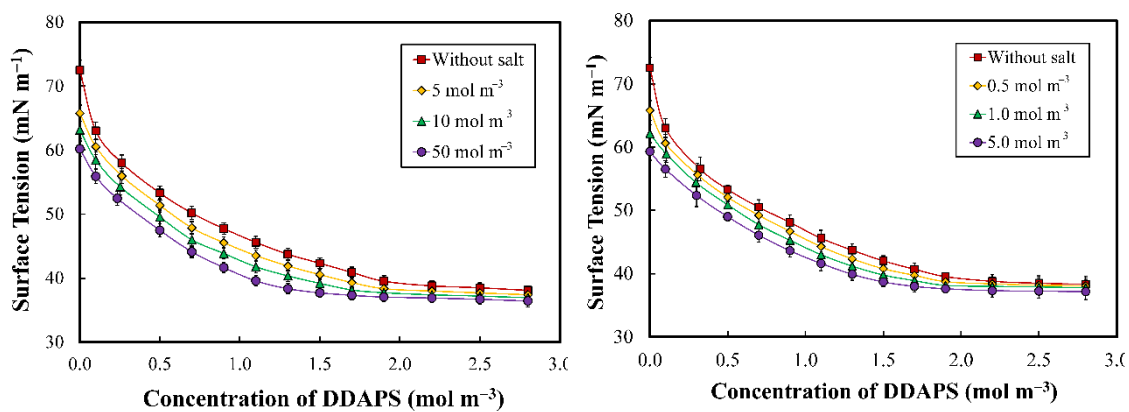 Surface Tension (mN m⁻¹)
80
70
60
50
40
30
Without salt
5 mol m⁻³
10 mol m ³
50 mol m⁻³
0.0 0.5 1.0 1.5 2.0 2.5 3.0
Concentration of DDAPS (mol m⁻³)
Surface Tension (mN m⁻¹)
80
70
60
50
40
30
Without salt
0.5 mol m⁻³
1.0 mol m ³
5.0 mol m ³
0.0 0.5 1.0 1.5 2.0 2.5 3.0
Concentration of DDAPS (mol m⁻³)